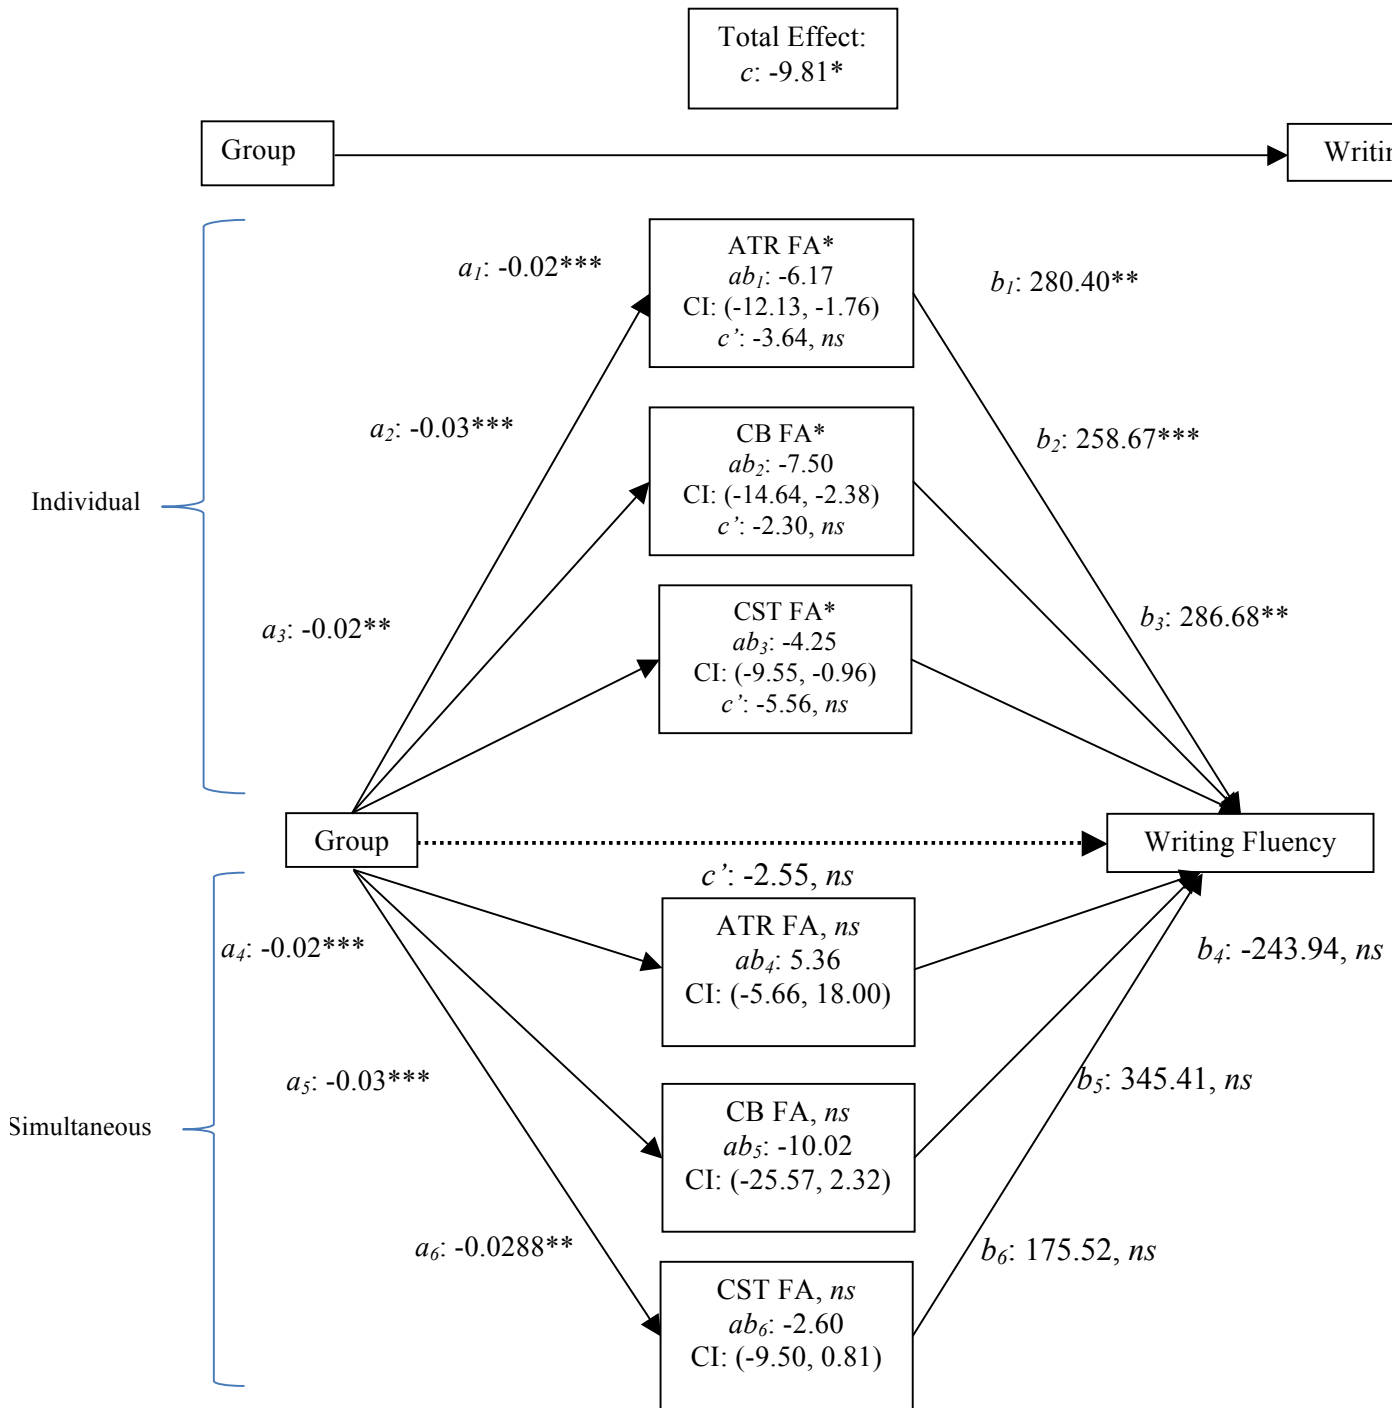 Total Effect:
c: -9.81*
Group
Writin
Individual
a1: -0.02***
ATR FA*
ab1: -6.17
CI: (-12.13, -1.76)
c’: -3.64, ns
b1: 280.40**
a2: -0.03***
CB FA*
ab2: -7.50
CI: (-14.64, -2.38)
c’: -2.30, ns
b2: 258.67***
a3: -0.02**
CST FA*
ab3: -4.25
CI: (-9.55, -0.96)
c’: -5.56, ns
b3: 286.68**
Group
Writing Fluency
c’: -2.55, ns
Simultaneous
a4: -0.02***
ATR FA, ns
ab4: 5.36
CI: (-5.66, 18.00)
b4: -243.94, ns
a5: -0.03***
CB FA, ns
ab5: -10.02
CI: (-25.57, 2.32)
b5: 345.41, ns
a6: -0.0288**
CST FA, ns
ab6: -2.60
CI: (-9.50, 0.81)
b6: 175.52, ns